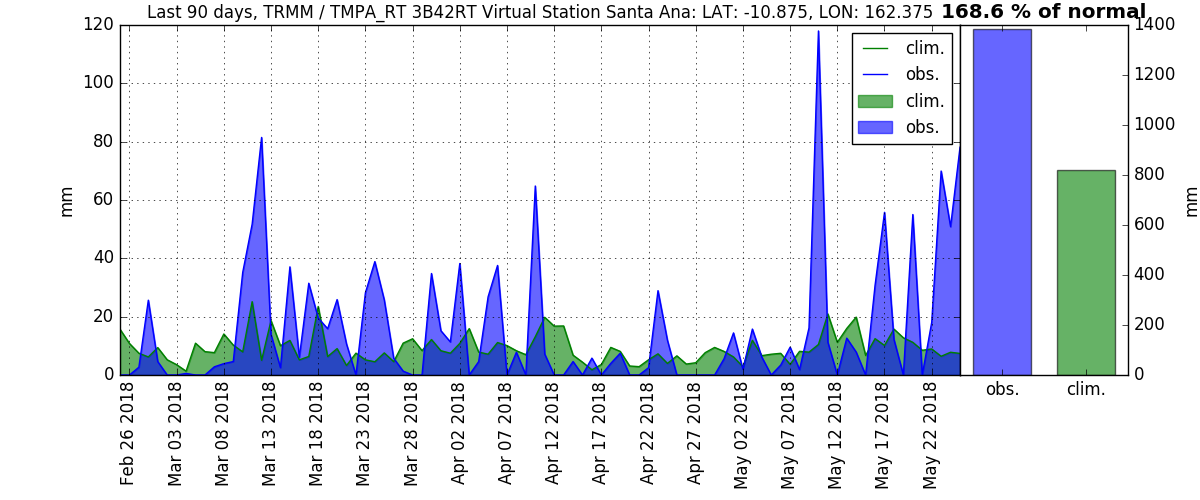 Last 90 days, TRMM / TMPA_RT 3B42RT Virtual Station Santa Ana: LAT: -10.875, LON: 162.375
168.6 % of normal
120
100
80
60
40
20
0
mm
clim.
obs.
clim.
obs.
Feb 26 2018
Mar 03 2018
Mar 08 2018
Mar 13 2018
Mar 18 2018
Mar 23 2018
Mar 28 2018
Apr 02 2018
Apr 07 2018
Apr 12 2018
Apr 17 2018
Apr 22 2018
Apr 27 2018
May 02 2018
May 07 2018
May 12 2018
May 17 2018
May 22 2018
1400
1200
1000
800
600
400
200
0
mm
obs.
clim.